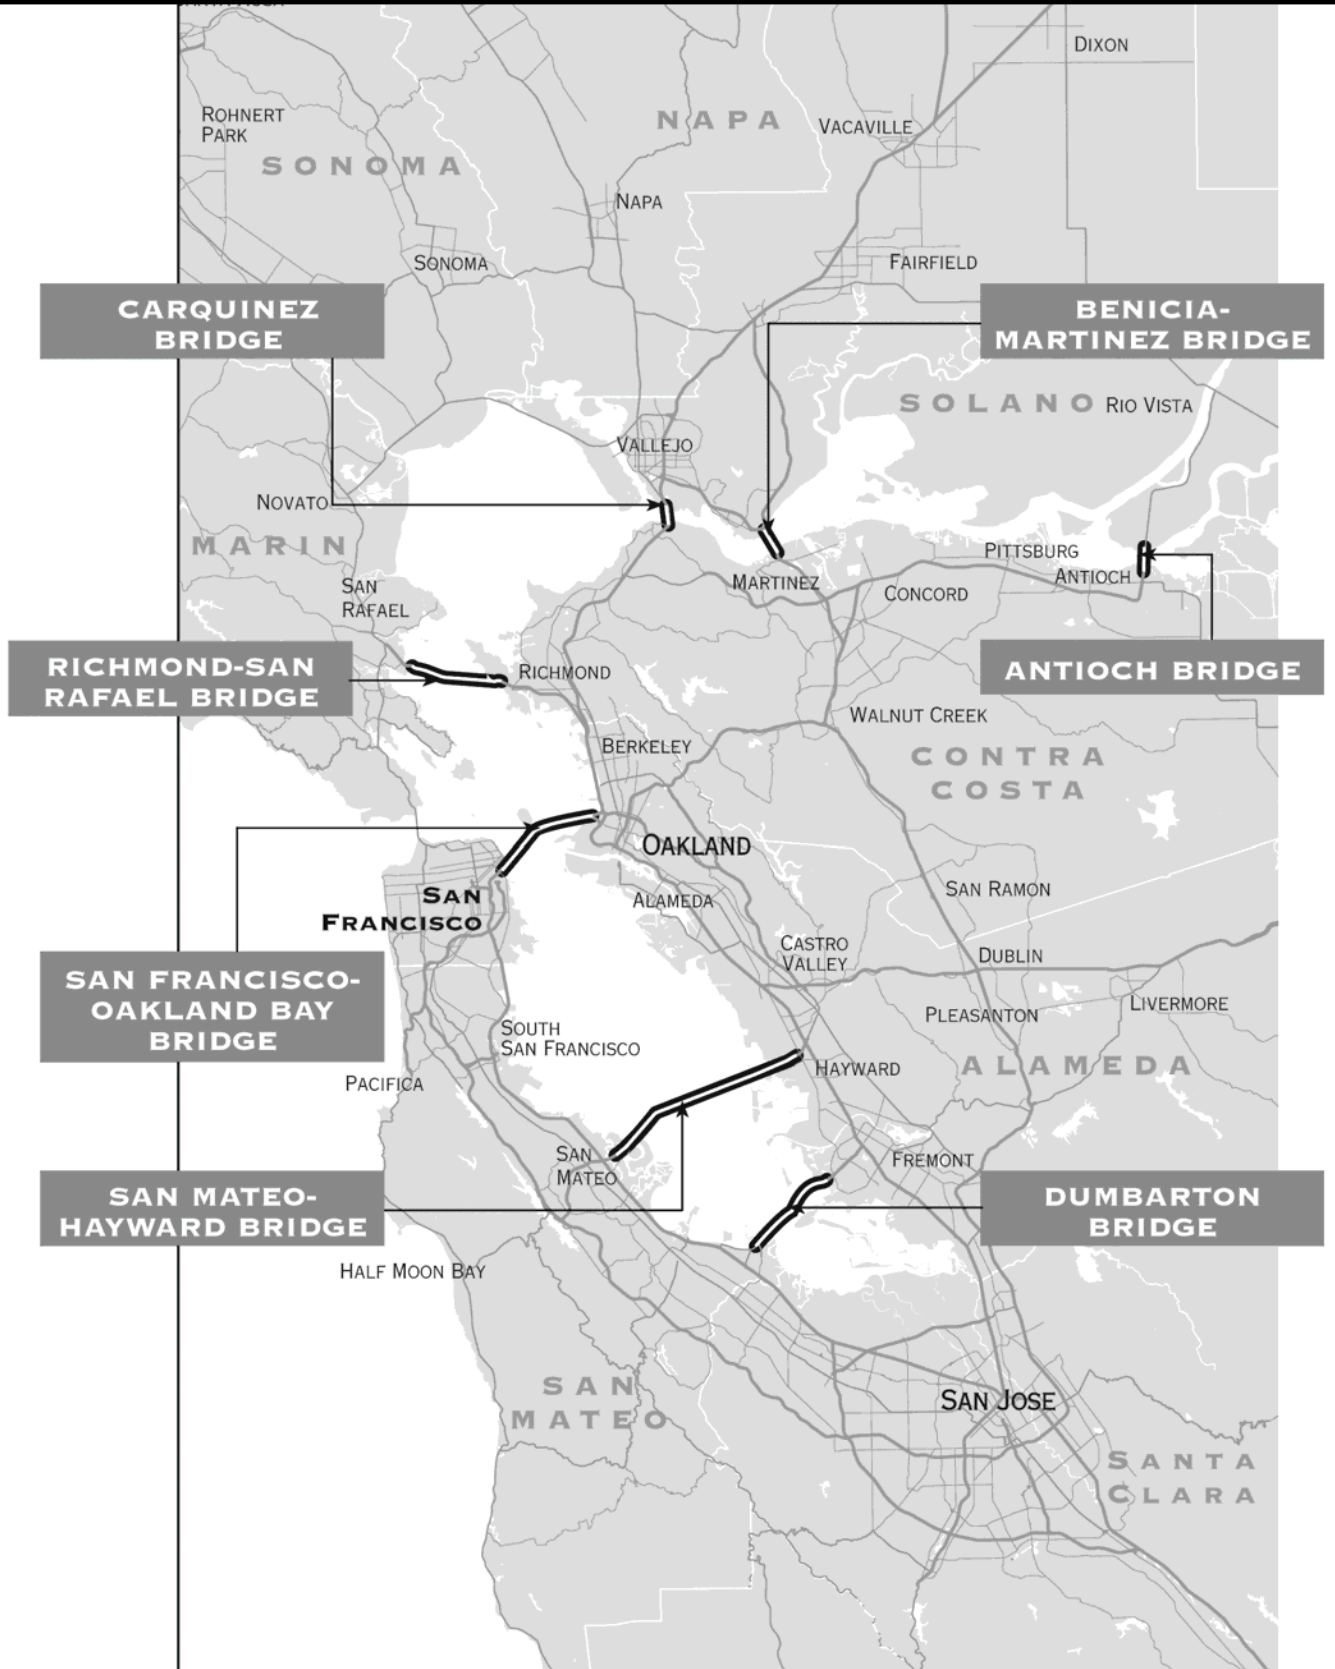 DIXON
ROHNERT
PARK
NAPA
VACAVILLE
SONOMA
NAPA
SONOMA
FAIRFIELD
CARQUINEZ
BRIDGE
BENICIA-
MARTINEZ BRIDGE
SOLANO
RIO VISTA
VALLEJO
NOVATO
MARIN
PITTSBURG
ANTIOCH
SAN
RAFAEL
MARTINEZ
CONCORD
RICHMOND-SAN
RAFAEL BRIDGE
RICHMOND
ANTIOCH BRIDGE
WALNUT CREEK
BERKELEY
CONTRA
COSTA
OAKLAND
SAN
FRANCISCO
ALAMEDA
SAN RAMON
CASTRO
VALLEY
DUBLIN
SAN FRANCISCO-
OAKLAND BAY
BRIDGE
LIVERMORE
PLEASANTON
SOUTH
SAN FRANCISCO
HAYWARD
ALAMEDA
PACIFICA
SAN
MATEO
FREMONT
SAN MATEO-
HAYWARD BRIDGE
DUMBARTON
BRIDGE
HALF MOON BAY
SAN
MATEO
SAN JOSE
SANTA
CLARA